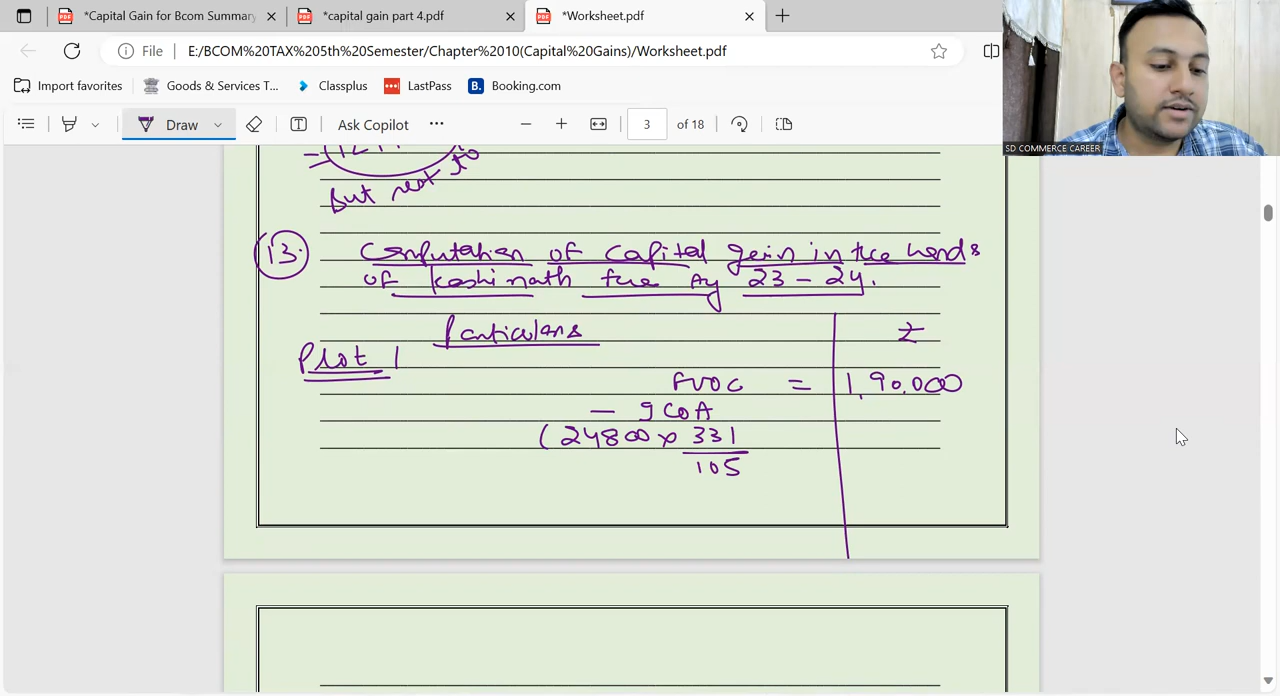 *Capital Gain for Bcom Summary
*capital gain part 4.pdf
*Worksheet.pdf
File E:/BCOM%20TAX%205th%20Semester/Chapter%2010(Capital%20Gains)/Worksheet.pdf
Import favorites Goods & Services T... Classplus LastPass B. Booking.com
Draw Ask Copilot ... 3 of 18
SD COMMERCE CAREER
But not to
13. Computation of capital gain in the hands
of Kashinath for Ay 23-24.
Particulars ₹
Plot 1
FVOC = 1,90,000
- ICOA
(24800 x 331
105